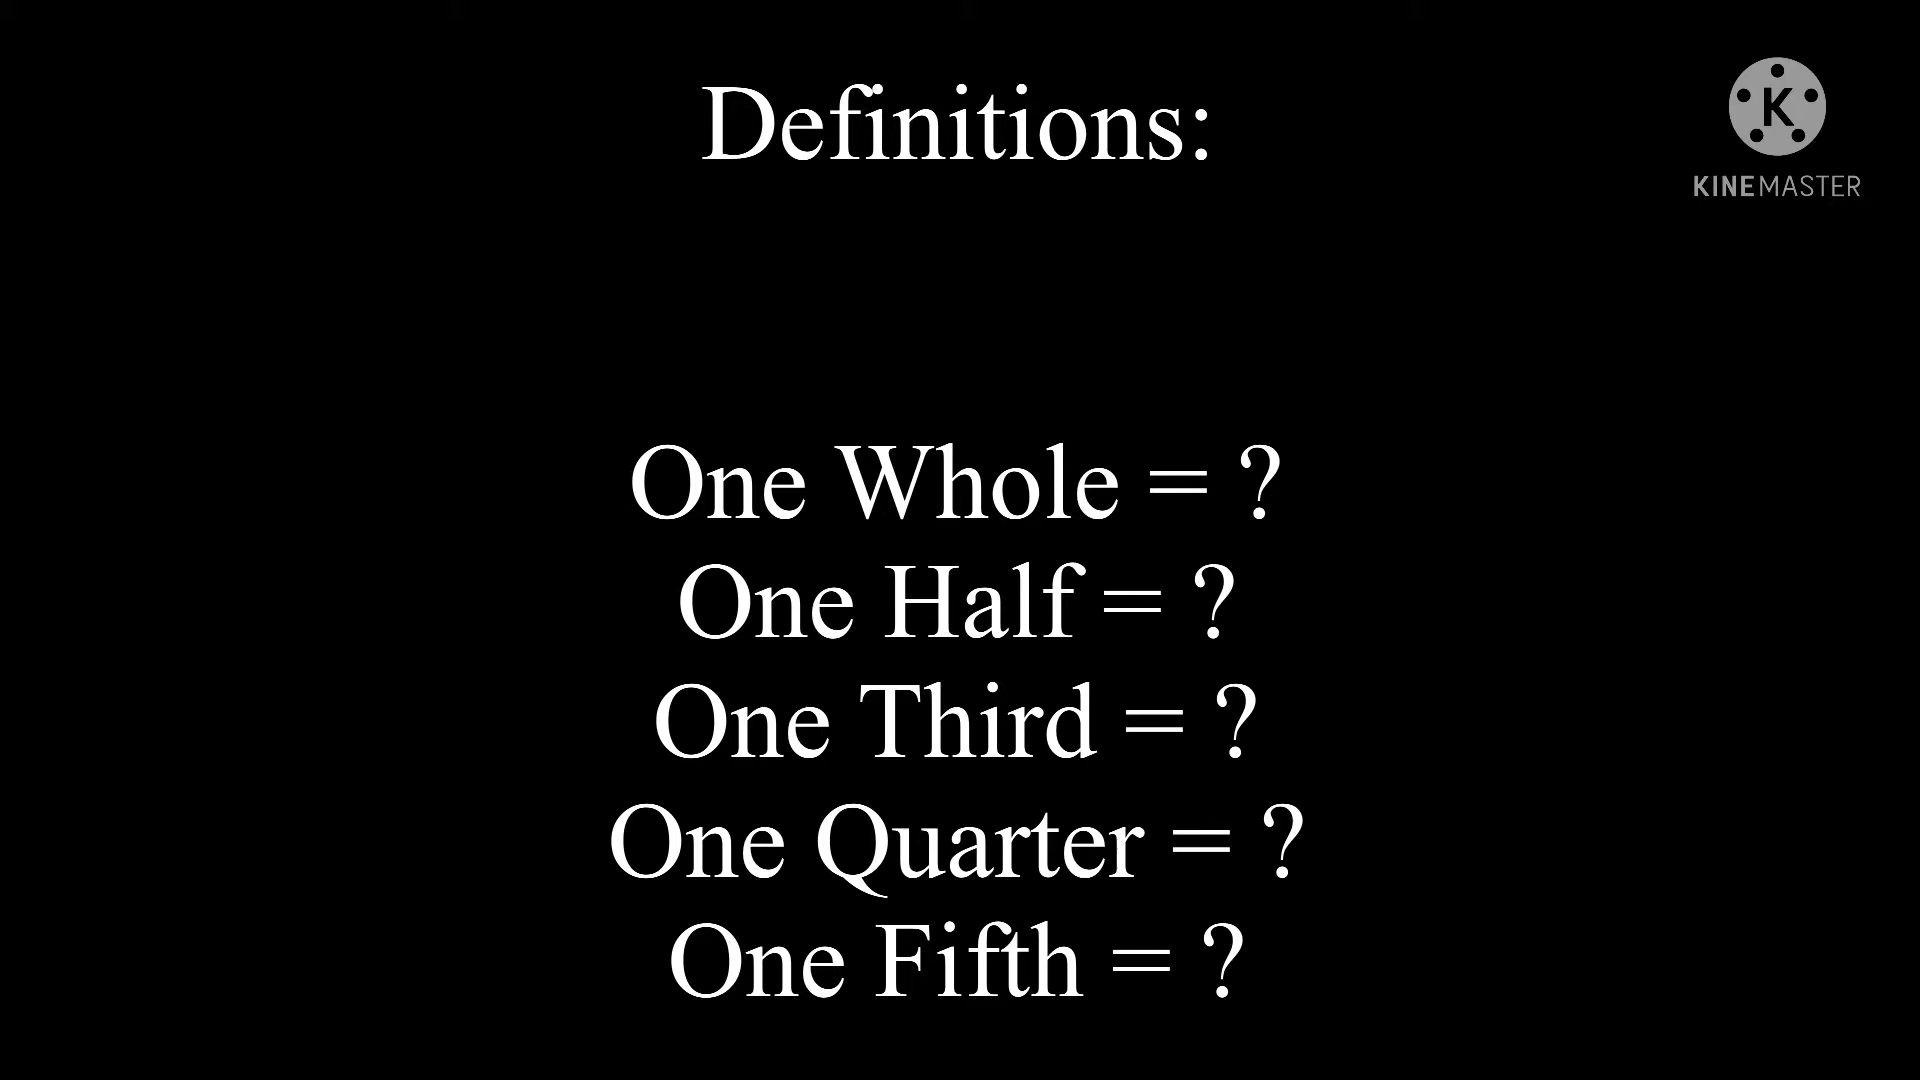 Definitions:
K
KINEMASTER
One Whole = ?
One Half = ?
One Third = ?
One Quarter = ?
One Fifth = ?